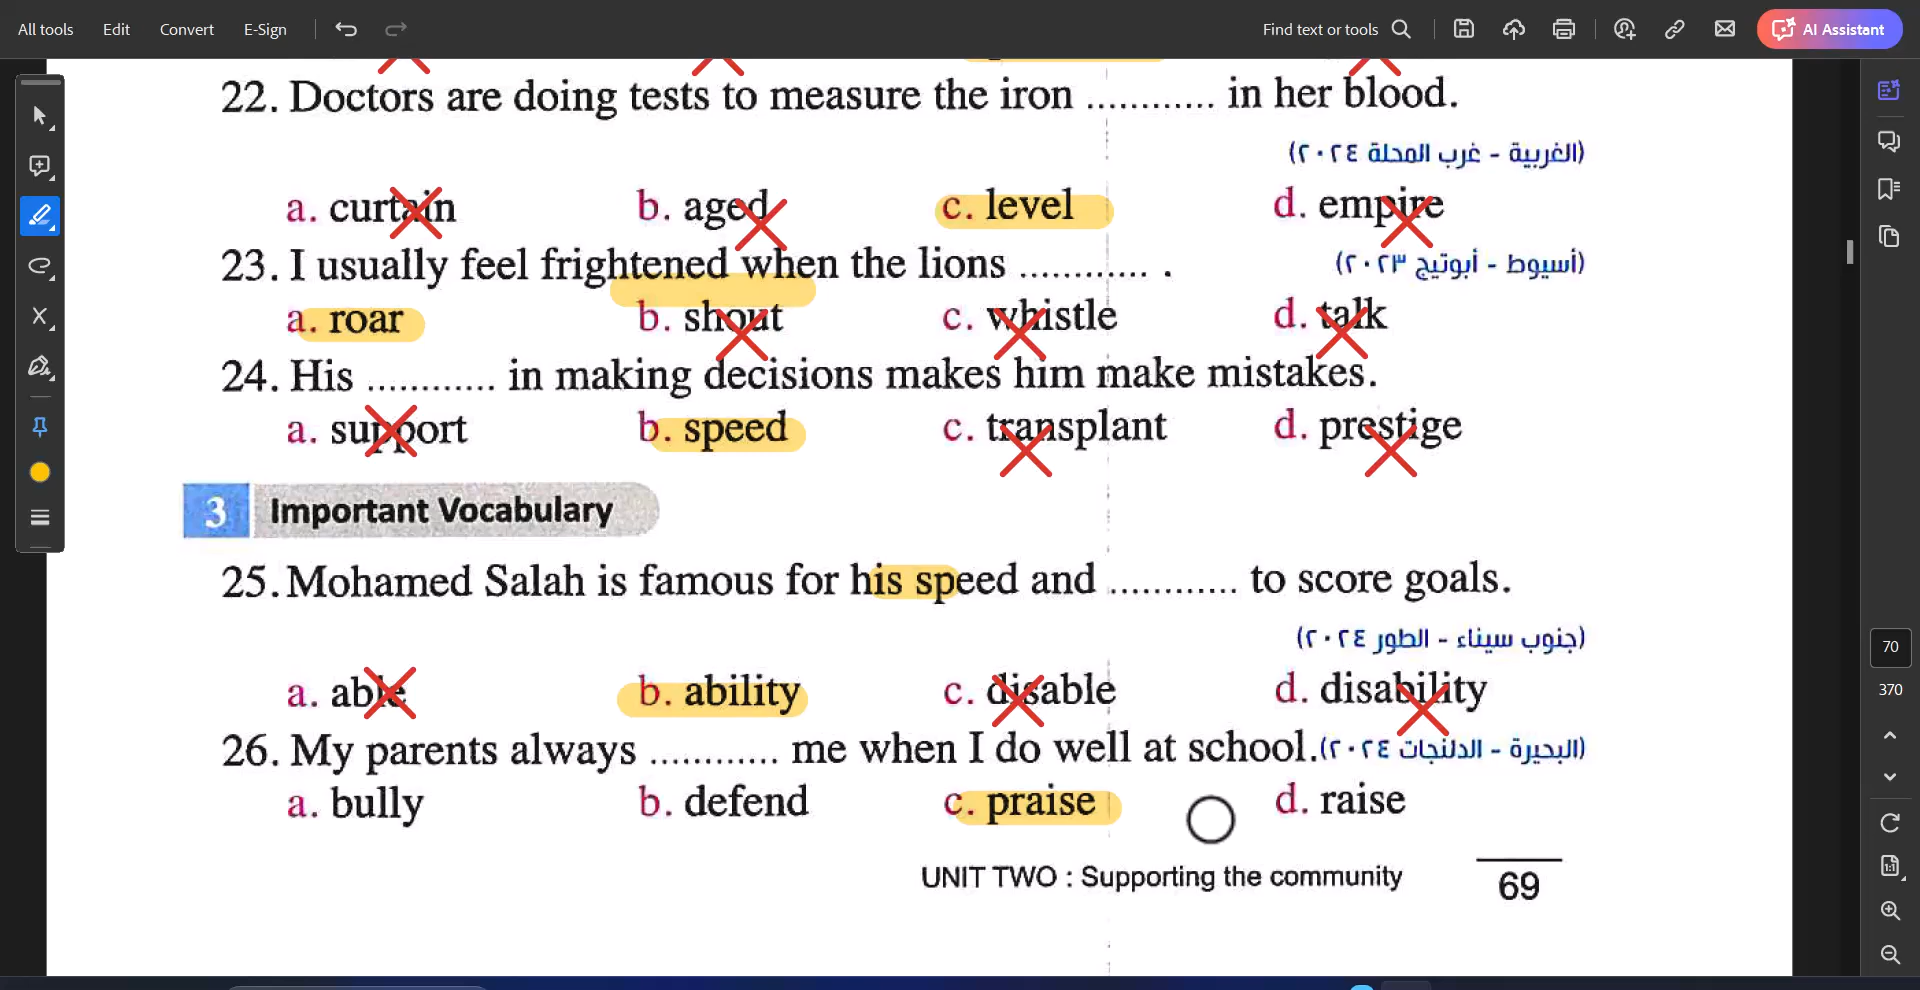 All tools Edit Convert E-Sign Find text or tools AI Assistant
22. Doctors are doing tests to measure the iron ............ in her blood.
(الغربية - غرب المحلة ٢٠٢٤)
a. curtain b. aged c. level d. empire
23. I usually feel frightened when the lions ............ . (أسيوط - أبوتيج ٢٠٢٣)
a. roar b. shout c. whistle d. talk
24. His ............ in making decisions makes him make mistakes.
a. support b. speed c. transplant d. prestige
3 Important Vocabulary
25. Mohamed Salah is famous for his speed and ............ to score goals.
(جنوب سيناء - الطور ٢٠٢٤)
a. able b. ability c. disable d. disability
26. My parents always ............ me when I do well at school. (البحيرة - الدلنجات ٢٠٢٤)
a. bully b. defend c. praise d. raise
UNIT TWO : Supporting the community 69
70
370
1:1